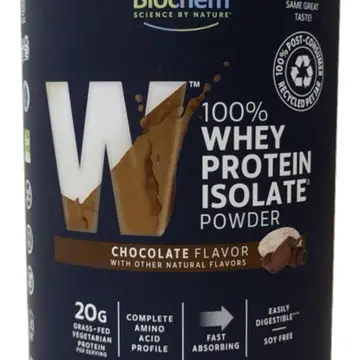 Biochem
SCIENCE BY NATURE®
SAME GREAT
TASTE!
100% POST-CONSUMER
RECYCLED PET JAR
W™
100%
WHEY
PROTEIN
ISOLATE
POWDER
CHOCOLATE FLAVOR
WITH OTHER NATURAL FLAVORS
20G
GRASS-FED
VEGETARIAN
PROTEIN
PER SERVING
COMPLETE
AMINO ACID
PROFILE
FAST
ABSORBING
EASILY
DIGESTIBLE
SOY FREE